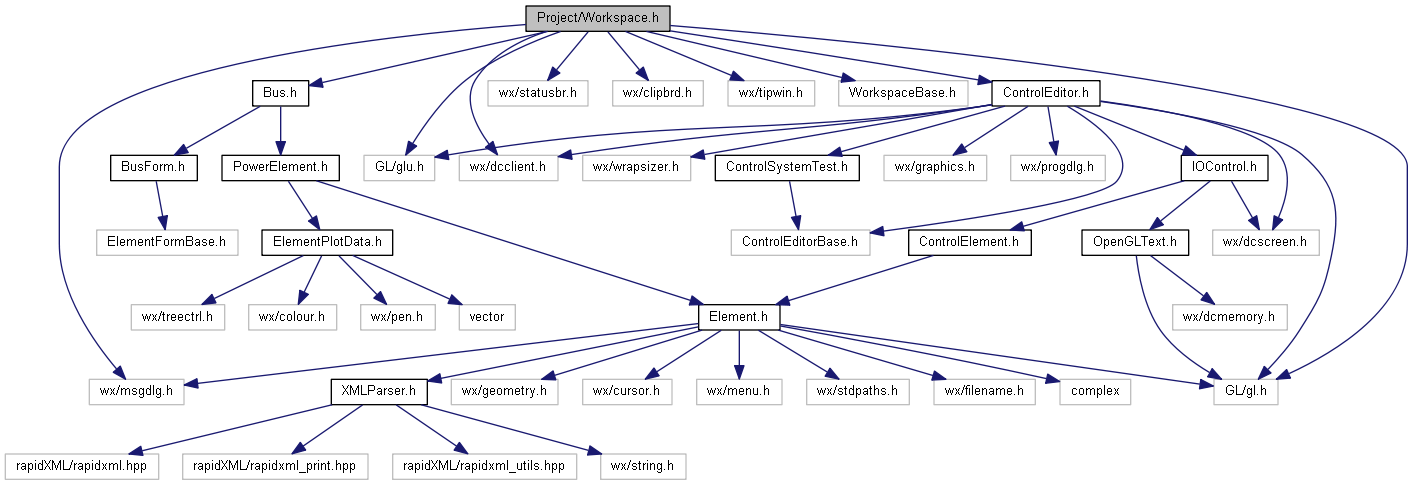 Project/Workspace.h
Bus.h
wx/statusbr.h
wx/clipbrd.h
wx/tipwin.h
WorkspaceBase.h
ControlEditor.h
BusForm.h
PowerElement.h
GL/glu.h
wx/dcclient.h
wx/wrapsizer.h
ControlSystemTest.h
wx/graphics.h
wx/progdlg.h
IOControl.h
ElementFormBase.h
ElementPlotData.h
ControlEditorBase.h
ControlElement.h
OpenGLText.h
wx/dcscreen.h
wx/treectrl.h
wx/colour.h
wx/pen.h
vector
Element.h
wx/dcmemory.h
wx/msgdlg.h
XMLParser.h
wx/geometry.h
wx/cursor.h
wx/menu.h
wx/stdpaths.h
wx/filename.h
complex
GL/gl.h
rapidXML/rapidxml.hpp
rapidXML/rapidxml_print.hpp
rapidXML/rapidxml_utils.hpp
wx/string.h